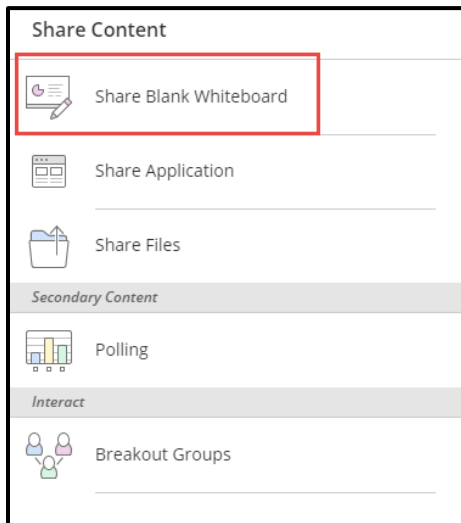 Share Content
Share Blank Whiteboard
Share Application
Share Files
Secondary Content
Polling
Interact
Breakout Groups